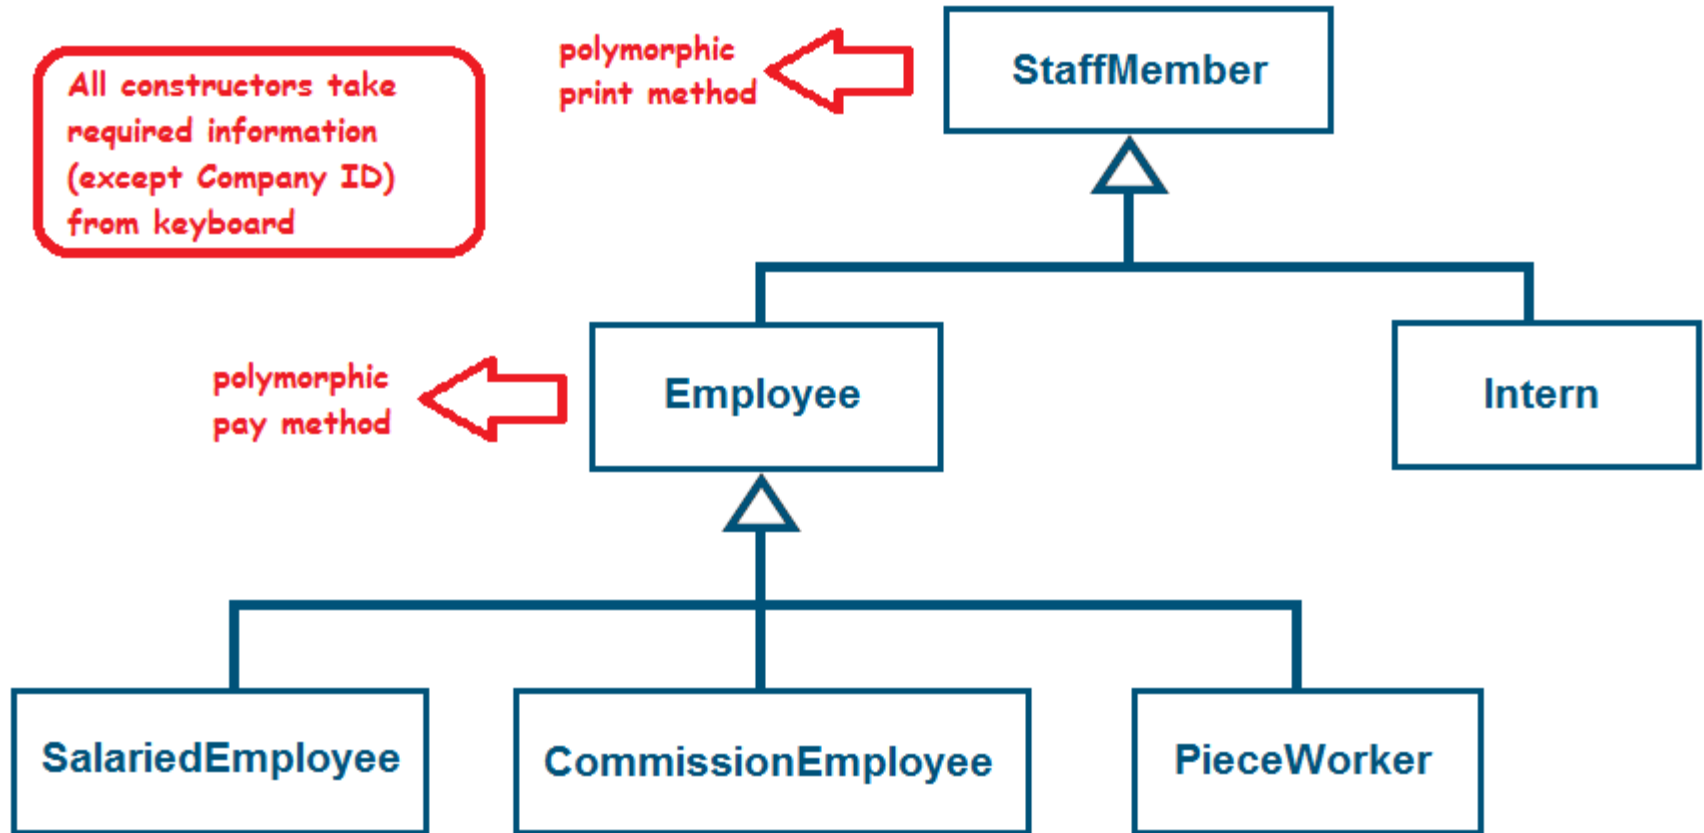 All constructors take
required information
(except Company ID)
from keyboard
polymorphic
print method
StaffMember
polymorphic
pay method
Employee
Intern
SalariedEmployee
CommissionEmployee
PieceWorker